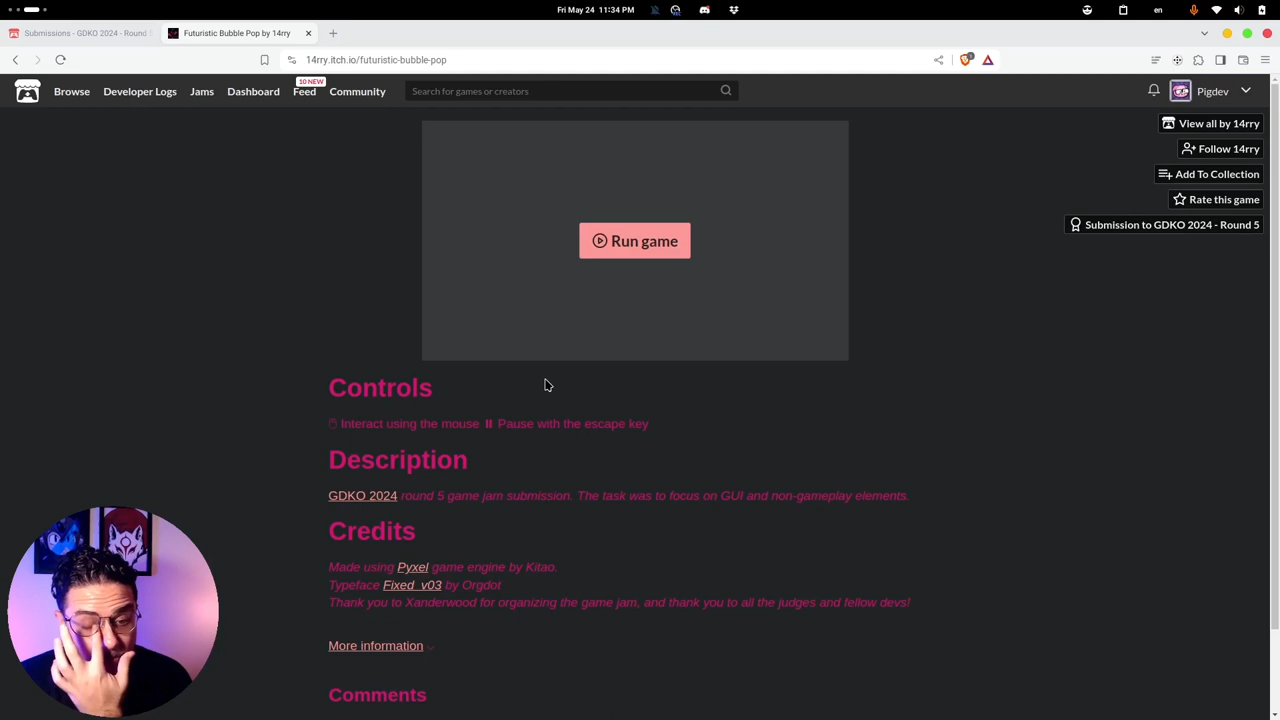 Fri May 24 11:34 PM
en
Submissions - GDKO 2024 - Round 5
Futuristic Bubble Pop by 14rry
14rry.itch.io/futuristic-bubble-pop
Browse
Developer Logs
Jams
Dashboard
10 NEW
Feed
Community
Search for games or creators
Pigdev
View all by 14rry
Follow 14rry
Add To Collection
Rate this game
Submission to GDKO 2024 - Round 5
Run game
Controls
Interact using the mouse ⏸ Pause with the escape key
Description
GDKO 2024 round 5 game jam submission. The task was to focus on GUI and non-gameplay elements.
Credits
Made using Pyxel game engine by Kitao.
Typeface Fixed_v03 by Orgdot
Thank you to Xanderwood for organizing the game jam, and thank you to all the judges and fellow devs!
More information
Comments